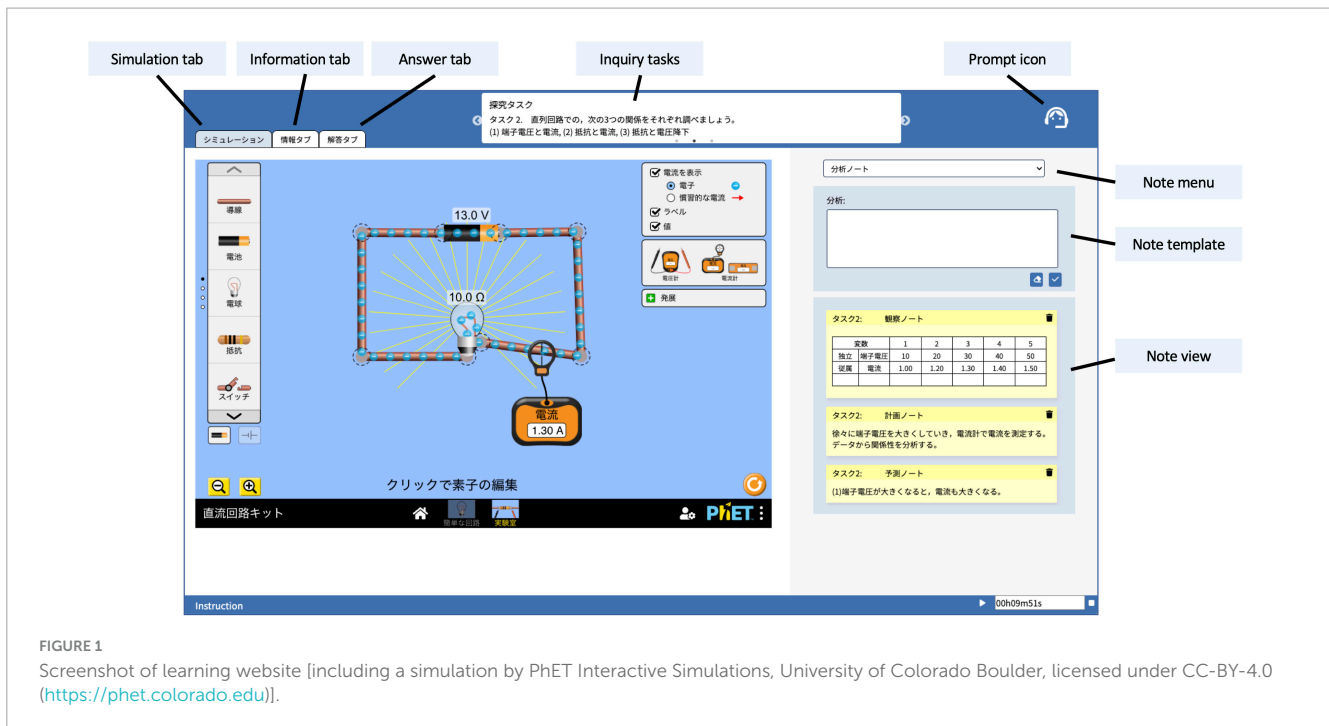 Simulation tab
Information tab
Answer tab
Inquiry tasks
Prompt icon
探究タスク
タスク 2. 直列回路での,次の3つの関係をそれぞれ調べましょう。
(1) 端子電圧と電流, (2) 抵抗と電流, (3) 抵抗と電圧降下
シミュレーション
情報タブ
解答タブ
導線
電池
電球
抵抗
スイッチ
13.0 V
10.0 Ω
電流
1.30 A
電流を表示
電子
慣習的な電流
ラベル
値
電圧計
電流計
発展
クリックで素子の編集
直流回路キット
簡単な回路
実験室
PhET
分析ノート
Note menu
分析:
Note template
タスク2: 観察ノート
変数 1 2 3 4 5
独立 端子電圧 10 20 30 40 50
従属 電流 1.00 1.20 1.30 1.40 1.50
Note view
タスク2: 計画ノート
徐々に端子電圧を大きくしていき,電流計で電流を測定する。
データから関係性を分析する。
タスク2: 予測ノート
(1)端子電圧が大きくなると,電流も大きくなる。
Instruction
00h09m51s
FIGURE 1
Screenshot of learning website [including a simulation by PhET Interactive Simulations, University of Colorado Boulder, licensed under CC-BY-4.0
(https://phet.colorado.edu)].